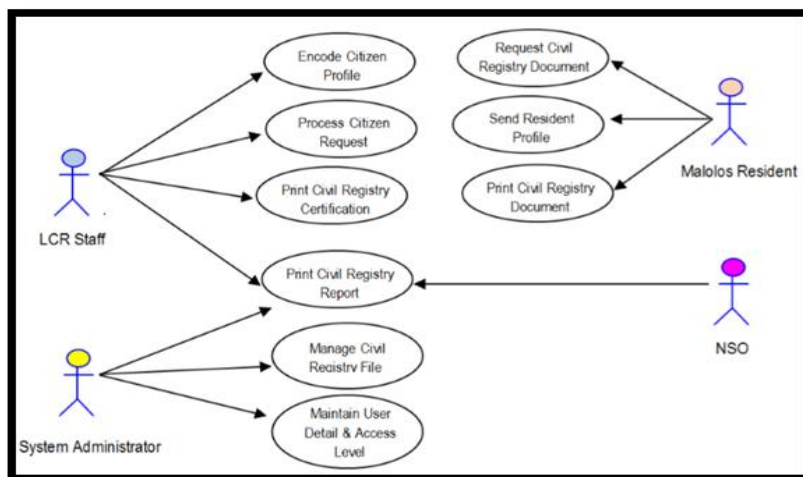 Encode Citizen
Profile
Request Civil
Registry Document
Process Citizen
Request
Send Resident
Profile
Malolos Resident
Print Civil Registry
Certification
Print Civil Registry
Document
LCR Staff
Print Civil Registry
Report
NSO
Manage Civil
Registry File
System Administrator
Maintain User
Detail & Access
Level